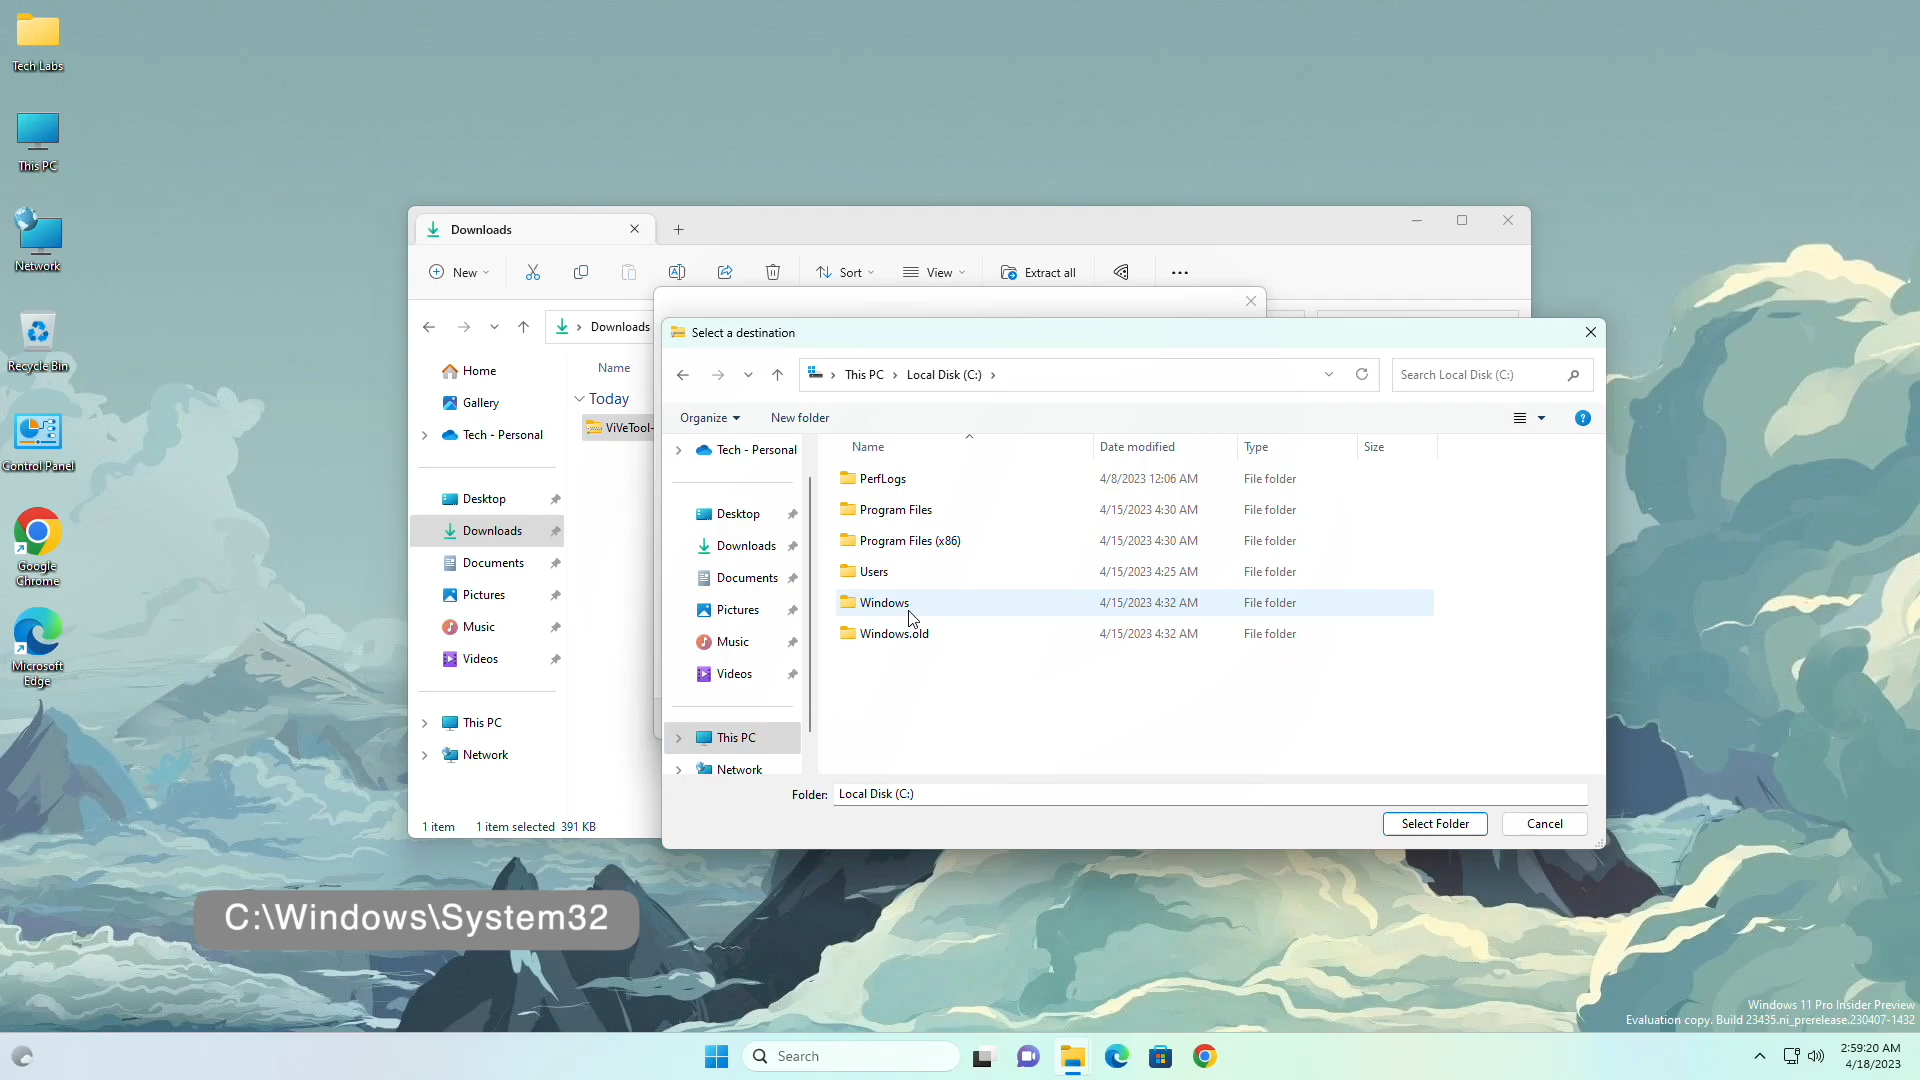 Tech Labs
This PC
Network
Recycle Bin
Control Panel
Google
Chrome
Microsoft
Edge
Downloads
New
Sort
View
Extract all
Downloads
Home
Gallery
Tech - Personal
Desktop
Downloads
Documents
Pictures
Music
Videos
This PC
Network
Name
Today
ViVeTool-
1 item
1 item selected 391 KB
Select a destination
This PC
Local Disk (C:)
Search Local Disk (C:)
Organize
New folder
Tech - Personal
Desktop
Downloads
Documents
Pictures
Music
Videos
This PC
Network
Name Date modified Type Size
PerfLogs 4/8/2023 12:06 AM File folder
Program Files 4/15/2023 4:30 AM File folder
Program Files (x86) 4/15/2023 4:30 AM File folder
Users 4/15/2023 4:25 AM File folder
Windows 4/15/2023 4:32 AM File folder
Windows.old 4/15/2023 4:32 AM File folder
Folder: Local Disk (C:)
Select Folder
Cancel
C:\Windows\System32
Windows 11 Pro Insider Preview
Evaluation copy. Build 23435.ni_prerelease.230407-1432
Search
2:59:20 AM
4/18/2023